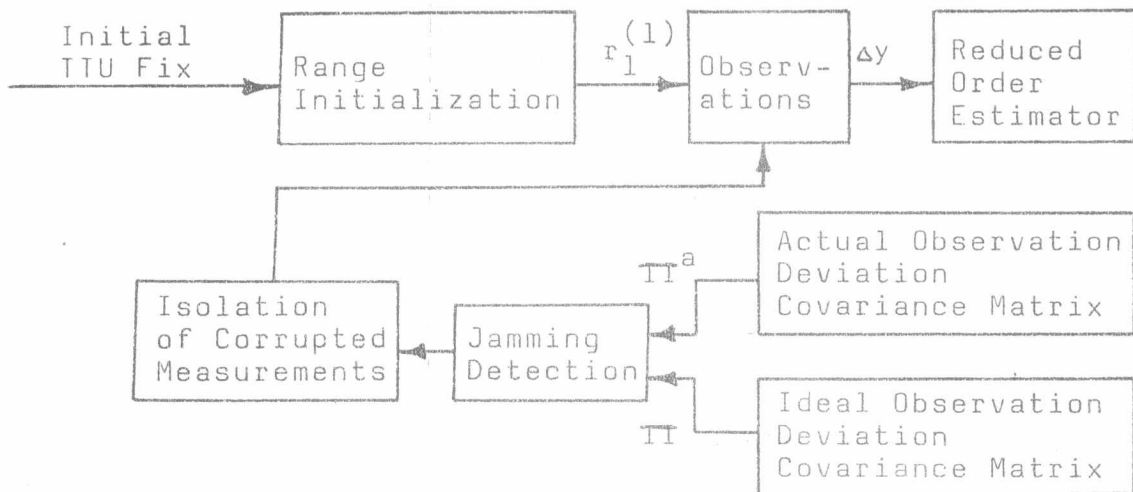 Initial
TTU Fix
Range
Initialization
r_1^(1)
Observ-
ations
Δy
Reduced
Order
Estimator
Isolation
of Corrupted
Measurements
Jamming
Detection
Π^a
Actual Observation
Deviation
Covariance Matrix
Π
Ideal Observation
Deviation
Covariance Matrix